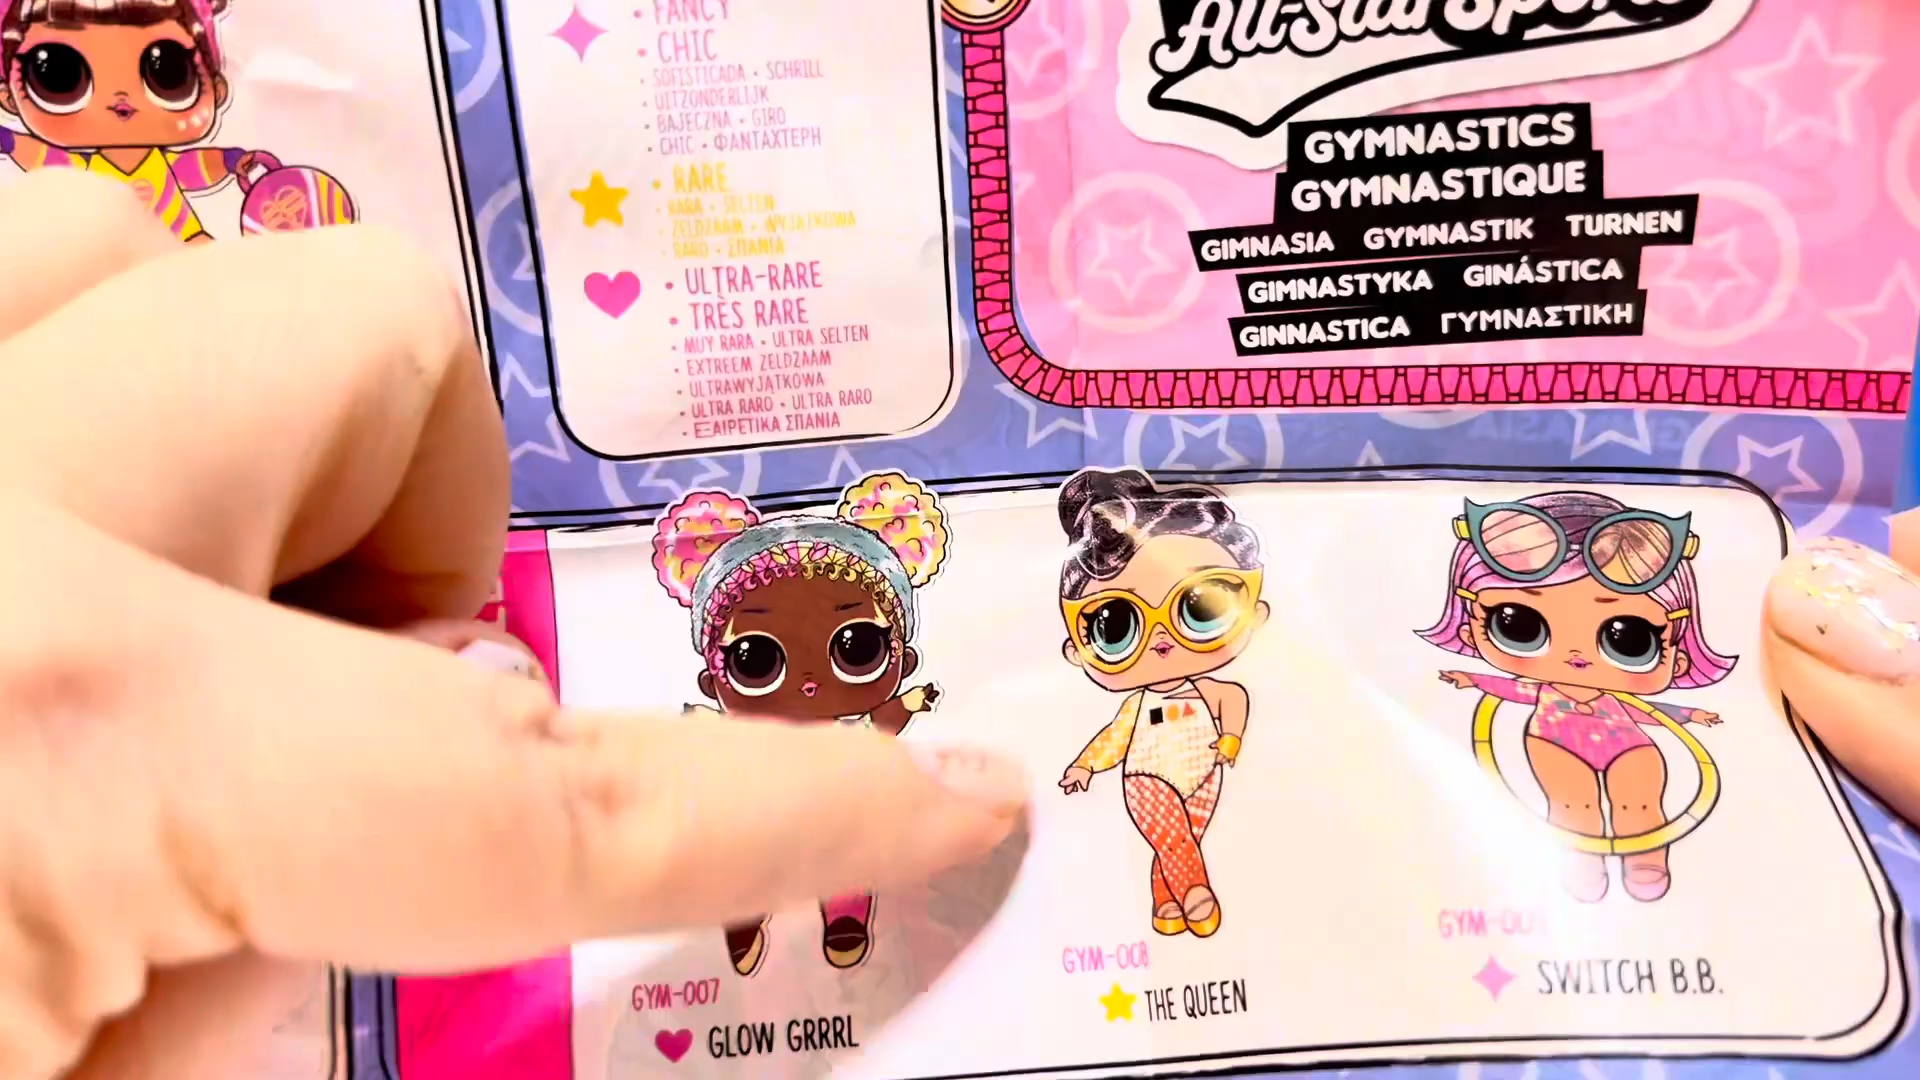 • FANCY
• CHIC
• SOFISTICADA • SCHRILL
• UITZONDERLIJK
• BAJECZNA • GIRO
• CHIC • ΦΑΝΤΑΧΤΕΡΗ
• RARE
• RARA • SELTEN
• ZELDZAAM • WYJĄTKOWA
• RARO • ΣΠΑΝΙΑ
• ULTRA-RARE
• TRÈS RARE
• MUY RARA • ULTRA SELTEN
• EXTREEM ZELDZAAM
• ULTRAWYJĄTKOWA
• ULTRA RARO • ULTRA RARO
• ΕΞΑΙΡΕΤΙΚΑ ΣΠΑΝΙΑ
All-Star
GYMNASTICS
GYMNASTIQUE
GIMNASIA GYMNASTIK TURNEN
GIMNASTYKA GINÁSTICA
GINNASTICA ΓΥΜΝΑΣΤΙΚΗ
GYM-007
GLOW GRRRL
GYM-008
THE QUEEN
SWITCH B.B.